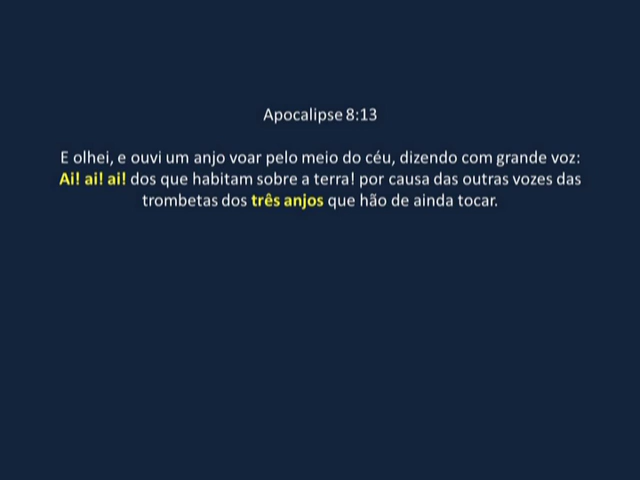 Apocalipse 8:13
E olhei, e ouvi um anjo voar pelo meio do céu, dizendo com grande voz:
Ai! ai! ai! dos que habitam sobre a terra! por causa das outras vozes das
trombetas dos três anjos que hão de ainda tocar.